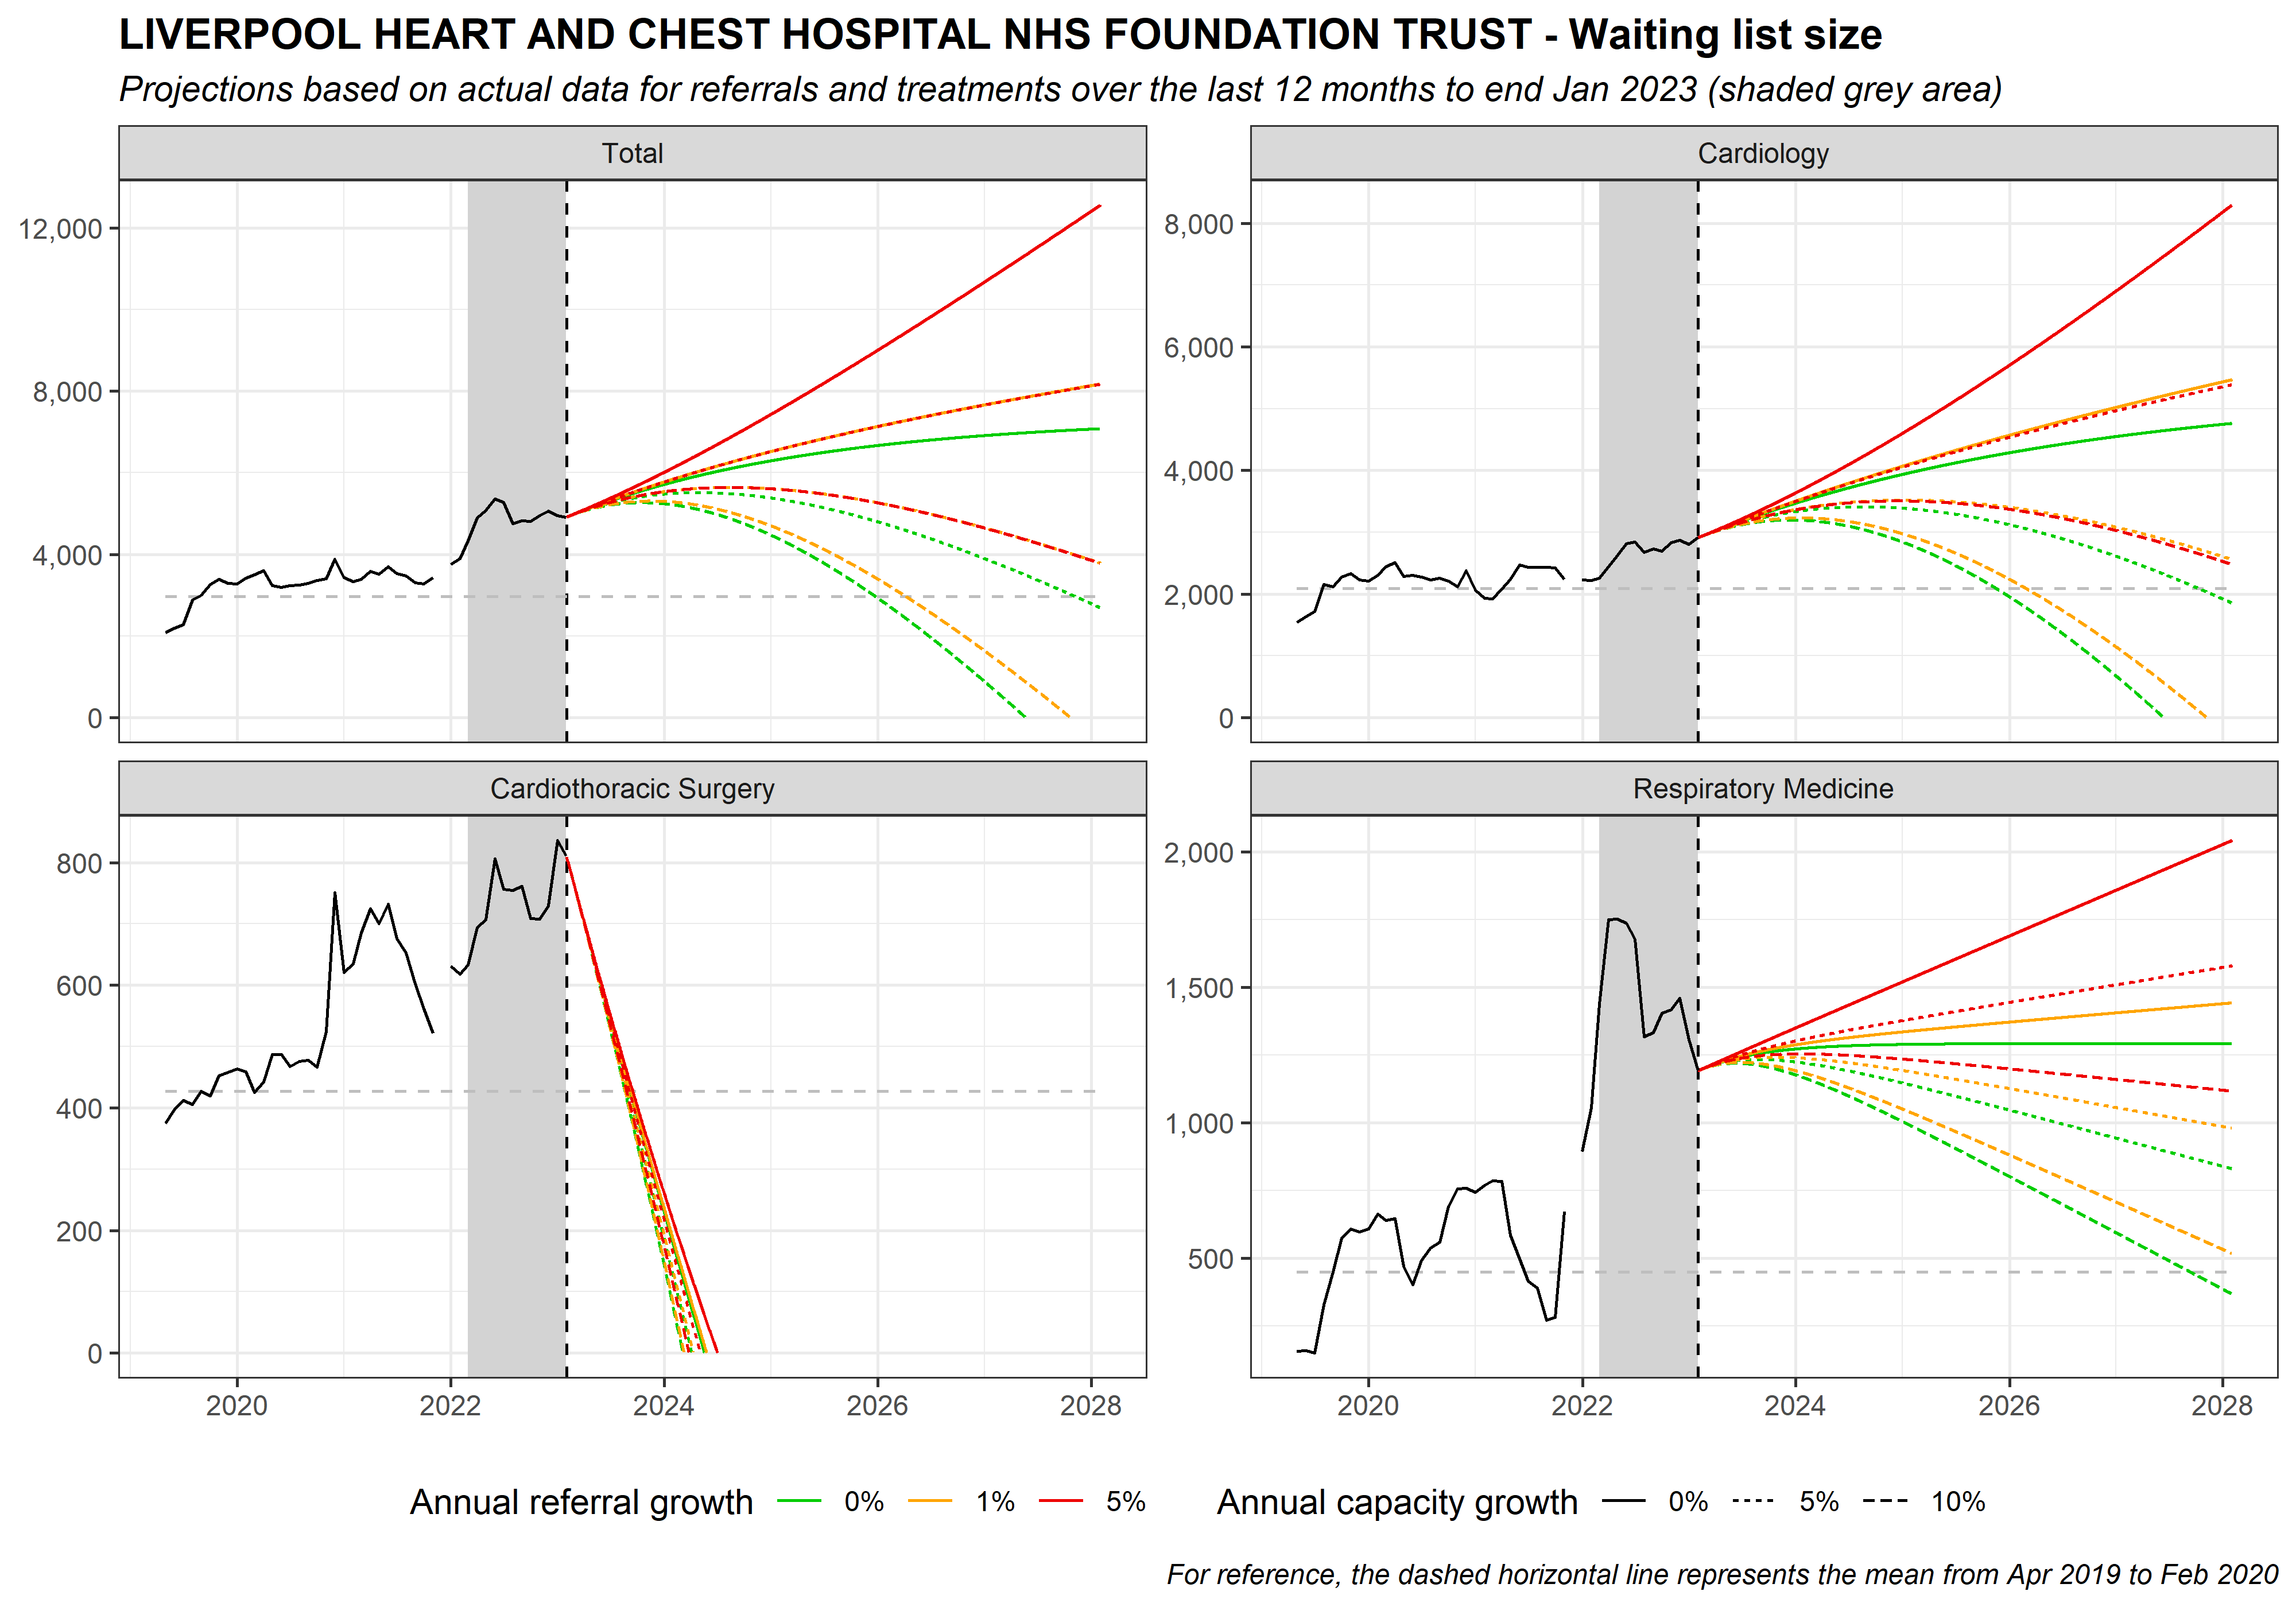 LIVERPOOL HEART AND CHEST HOSPITAL NHS FOUNDATION TRUST - Waiting list size
Projections based on actual data for referrals and treatments over the last 12 months to end Jan 2023 (shaded grey area)
Total
12,000
8,000
4,000
0
Cardiology
8,000
6,000
4,000
2,000
0
Cardiothoracic Surgery
800
600
400
200
0
2020 2022 2024 2026 2028
Respiratory Medicine
2,000
1,500
1,000
500
2020 2022 2024 2026 2028
Annual referral growth 0% 1% 5%
Annual capacity growth 0% 5% 10%
For reference, the dashed horizontal line represents the mean from Apr 2019 to Feb 2020